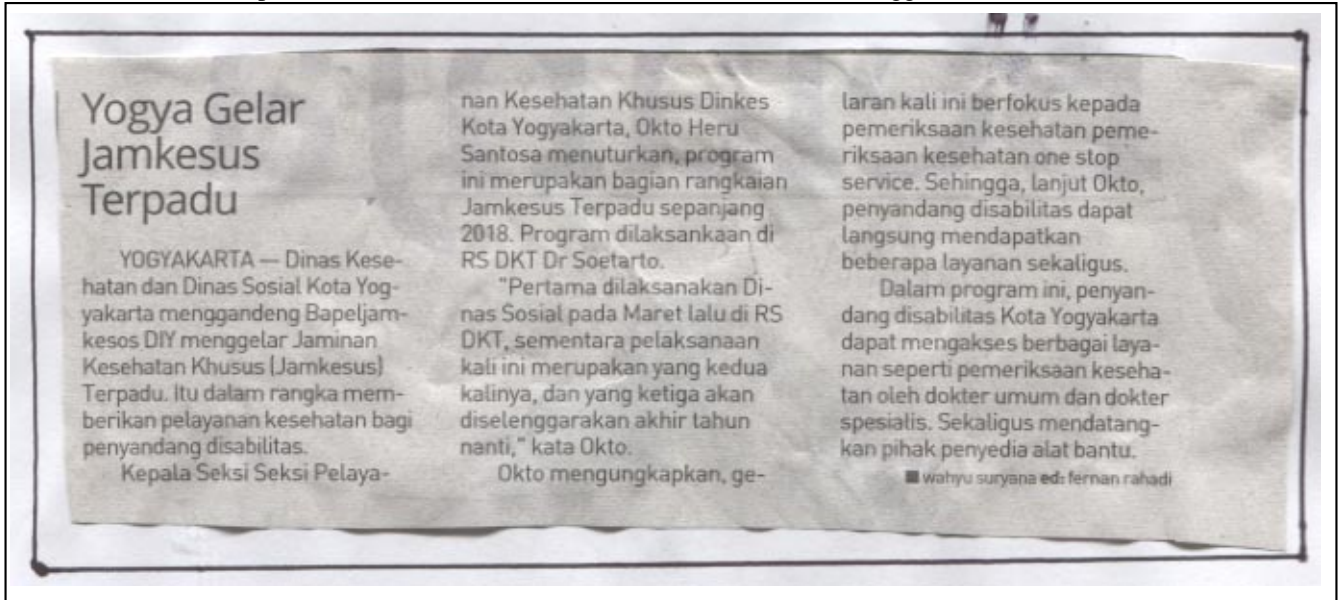 Yogya Gelar
Jamkesus
Terpadu
YOGYAKARTA — Dinas Kese-
hatan dan Dinas Sosial Kota Yog-
yakarta menggandeng Bapeljam-
kesos DIY menggelar Jaminan
Kesehatan Khusus (Jamkesus)
Terpadu. Itu dalam rangka mem-
berikan pelayanan kesehatan bagi
penyandang disabilitas.
Kepala Seksi Seksi Pelaya-
nan Kesehatan Khusus Dinkes
Kota Yogyakarta, Okto Heru
Santosa menuturkan, program
ini merupakan bagian rangkaian
Jamkesus Terpadu sepanjang
2018. Program dilaksankaan di
RS DKT Dr Soetarto.
"Pertama dilaksanakan Di-
nas Sosial pada Maret lalu di RS
DKT, sementara pelaksanaan
kali ini merupakan yang kedua
kalinya, dan yang ketiga akan
diselenggarakan akhir tahun
nanti," kata Okto.
Okto mengungkapkan, ge-
laran kali ini berfokus kepada
pemeriksaan kesehatan peme-
riksaan kesehatan one stop
service. Sehingga, lanjut Okto,
penyandang disabilitas dapat
langsung mendapatkan
beberapa layanan sekaligus.
Dalam program ini, penyan-
dang disabilitas Kota Yogyakarta
dapat mengakses berbagai laya-
nan seperti pemeriksaan keseha-
tan oleh dokter umum dan dokter
spesialis. Sekaligus mendatang-
kan pihak penyedia alat bantu.
■ wahyu suryana ed: fernan rahadi